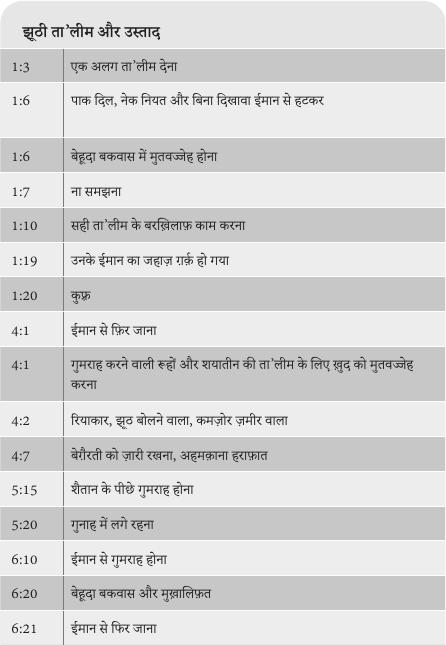 झूठी ता’लीम और उस्ताद
1:3 एक अलग ता’लीम देना
1:6 पाक दिल, नेक नियत और बिना दिखावा ईमान से हटकर
1:6 बेहूदा बकवास में मुतवज्जेह होना
1:7 ना समझना
1:10 सही ता’लीम के बरख़िलाफ़ काम करना
1:19 उनके ईमान का जहाज़ ग़र्क़ हो गया
1:20 कुफ़्र
4:1 ईमान से फ़िर जाना
4:1 गुमराह करने वाली रूहों और शयातीन की ता’लीम के लिए ख़ुद को मुतवज्जेह
करना
4:2 रियाकार, झूठ बोलने वाला, कमज़ोर ज़मीर वाला
4:7 बेग़ैरती को ज़ारी रखना, अहमक़ाना हराफ़ात
5:15 शैतान के पीछे गुमराह होना
5:20 गुनाह में लगे रहना
6:10 ईमान से गुमराह होना
6:20 बेहूदा बकवास और मुख़ालिफ़त
6:21 ईमान से फिर जाना